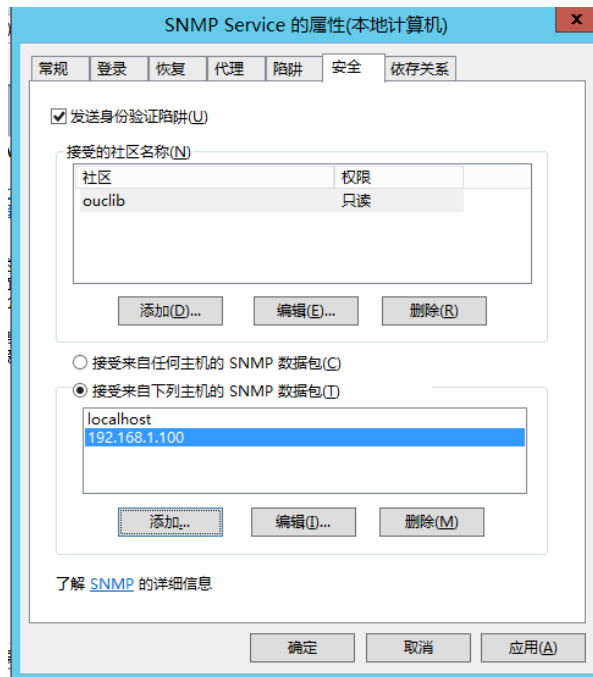 SNMP Service 的属性(本地计算机)
x
常规 登录 恢复 代理 陷阱 安全 依存关系
发送身份验证陷阱(U)
接受的社区名称(N)
社区 权限
ouclib 只读
添加(D)... 编辑(E)... 删除(R)
接受来自任何主机的 SNMP 数据包(C)
接受来自下列主机的 SNMP 数据包(T)
localhost
192.168.1.100
添加... 编辑(I)... 删除(M)
了解 SNMP 的详细信息
确定 取消 应用(A)